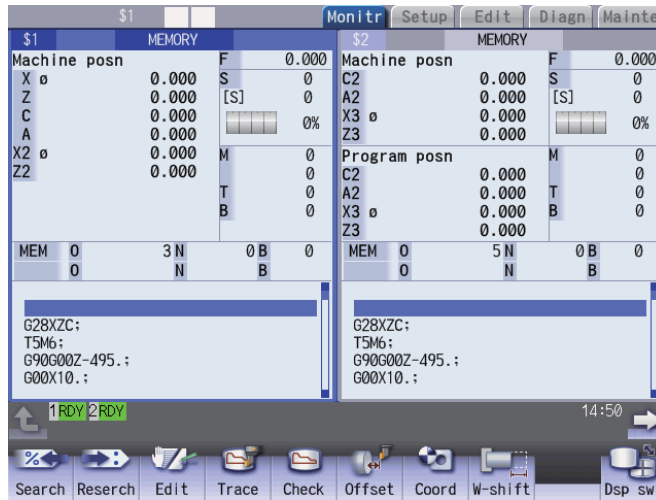 $1 Monitr Setup Edit Diagn Mainte
$1 MEMORY
Machine posn F 0.000
X ø 0.000 S 0
Z 0.000 [S] 0
C 0.000 0%
A 0.000
X2 ø 0.000 M 0
Z2 0.000 0
T 0
B 0
MEM O 3 N 0 B 0
O N B
G28XZC;
T5M6;
G90G00Z-495.;
G00X10.;
$2 MEMORY
Machine posn F 0.000
C2 0.000 S 0
A2 0.000 [S] 0
X3 ø 0.000 0%
Z3 0.000
Program posn M 0
C2 0.000 0
A2 0.000 T 0
X3 ø 0.000 B 0
Z3 0.000
MEM O 5 N 0 B 0
O N B
G28XZC;
T5M6;
G90G00Z-495.;
G00X10.;
1 RDY 2 RDY 14:50
%
Search Reserch Edit Trace Check Offset Coord W-shift Dsp sw